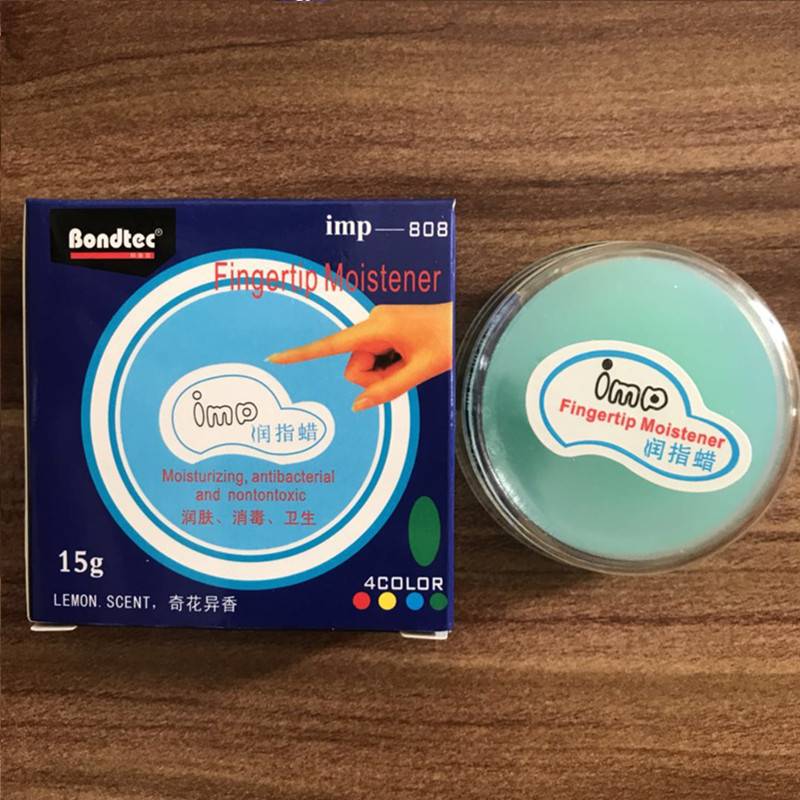 Bondtec®
imp—808
Fingertip Moistener
imp
润指蜡
Moisturizing, antibacterial
and nontontoxic
润肤、消毒、卫生
15g
4COLOR
LEMON. SCENT, 奇花异香
imp
Fingertip Moistener
润指蜡